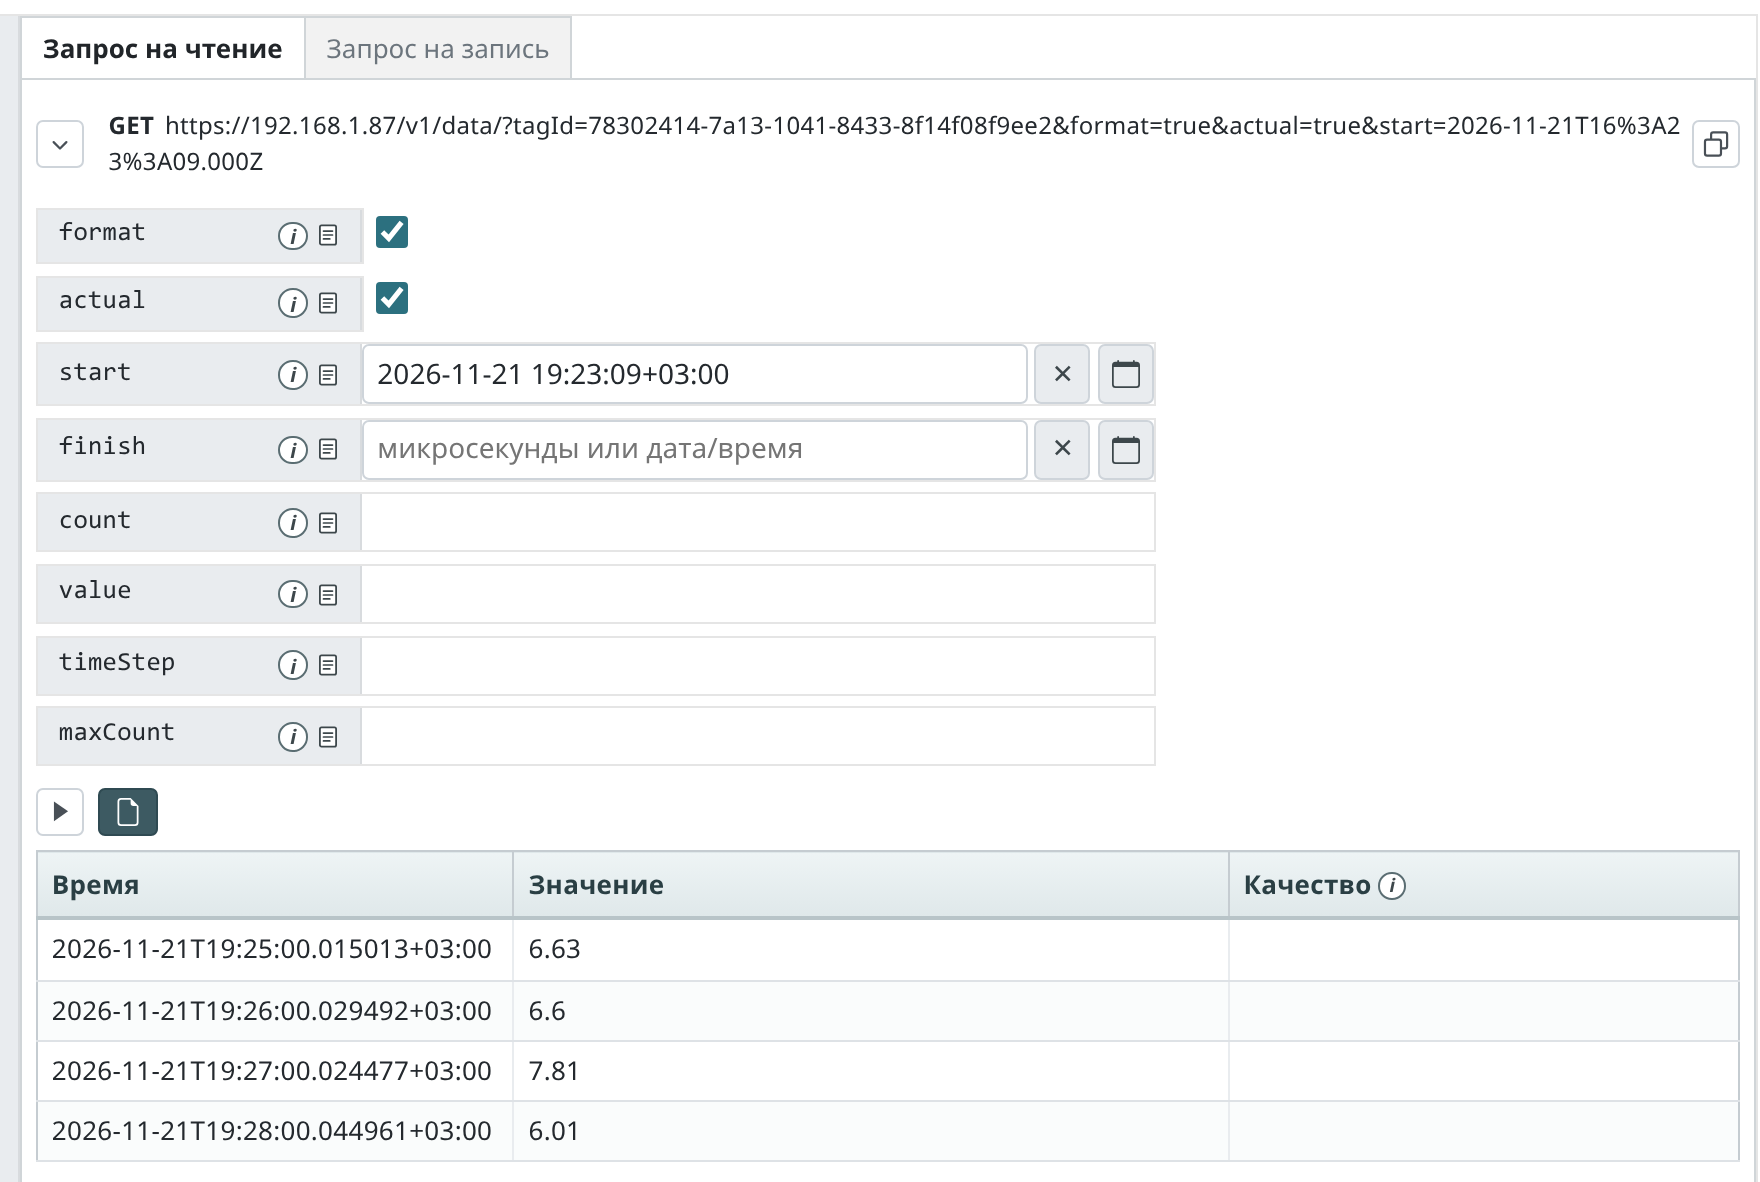 Запрос на чтение
Запрос на запись
GET https://192.168.1.87/v1/data/?tagId=78302414-7a13-1041-8433-8f14f08f9ee2&format=true&actual=true&start=2026-11-21T16%3A2
3%3A09.000Z
format
actual
start 2026-11-21 19:23:09+03:00
finish микросекунды или дата/время
count
value
timeStep
maxCount
Время Значение Качество
2026-11-21T19:25:00.015013+03:00 6.63
2026-11-21T19:26:00.029492+03:00 6.6
2026-11-21T19:27:00.024477+03:00 7.81
2026-11-21T19:28:00.044961+03:00 6.01